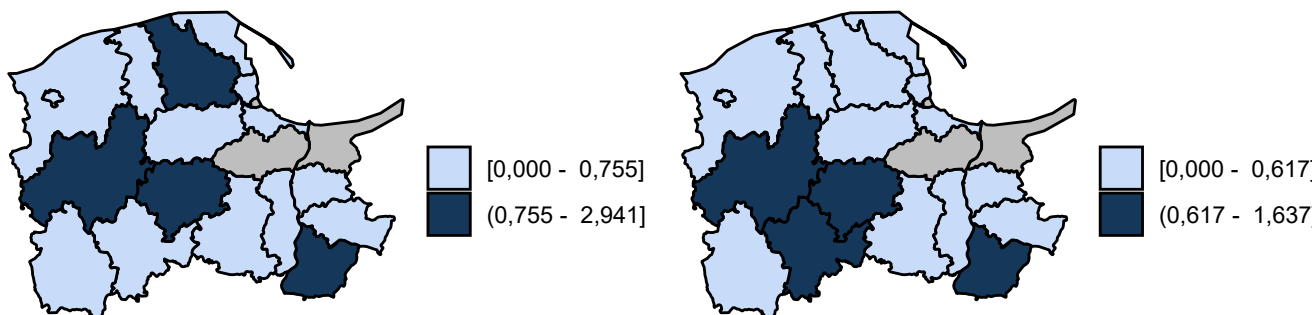 [0,000 - 0,755]
(0,755 - 2,941]
[0,000 - 0,617]
(0,617 - 1,637]